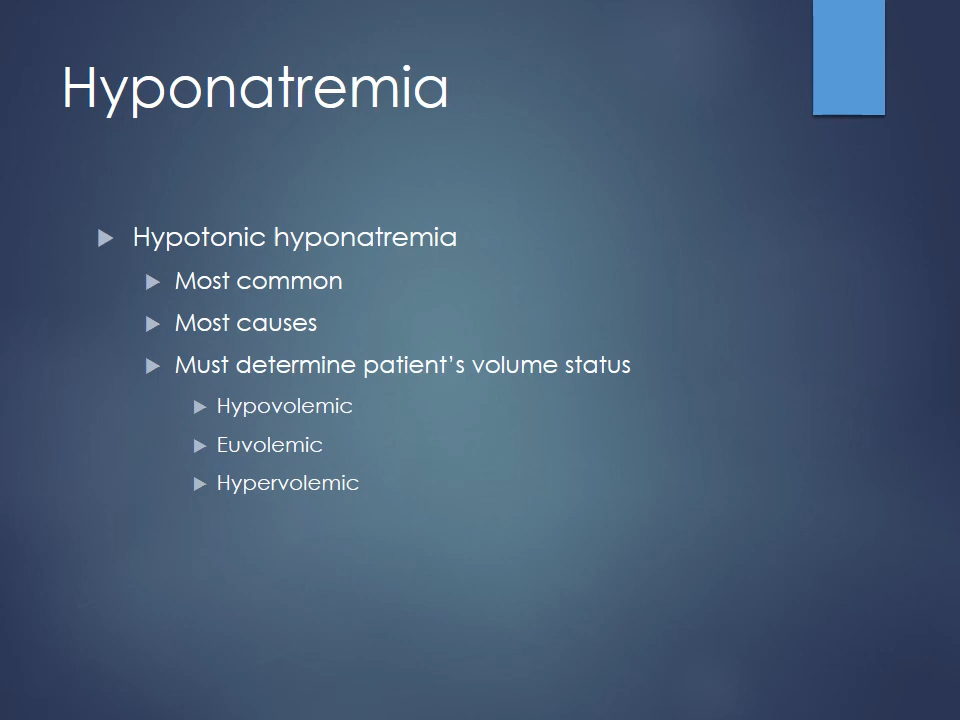 Hyponatremia
Hypotonic hyponatremia
Most common
Most causes
Must determine patient’s volume status
Hypovolemic
Euvolemic
Hypervolemic